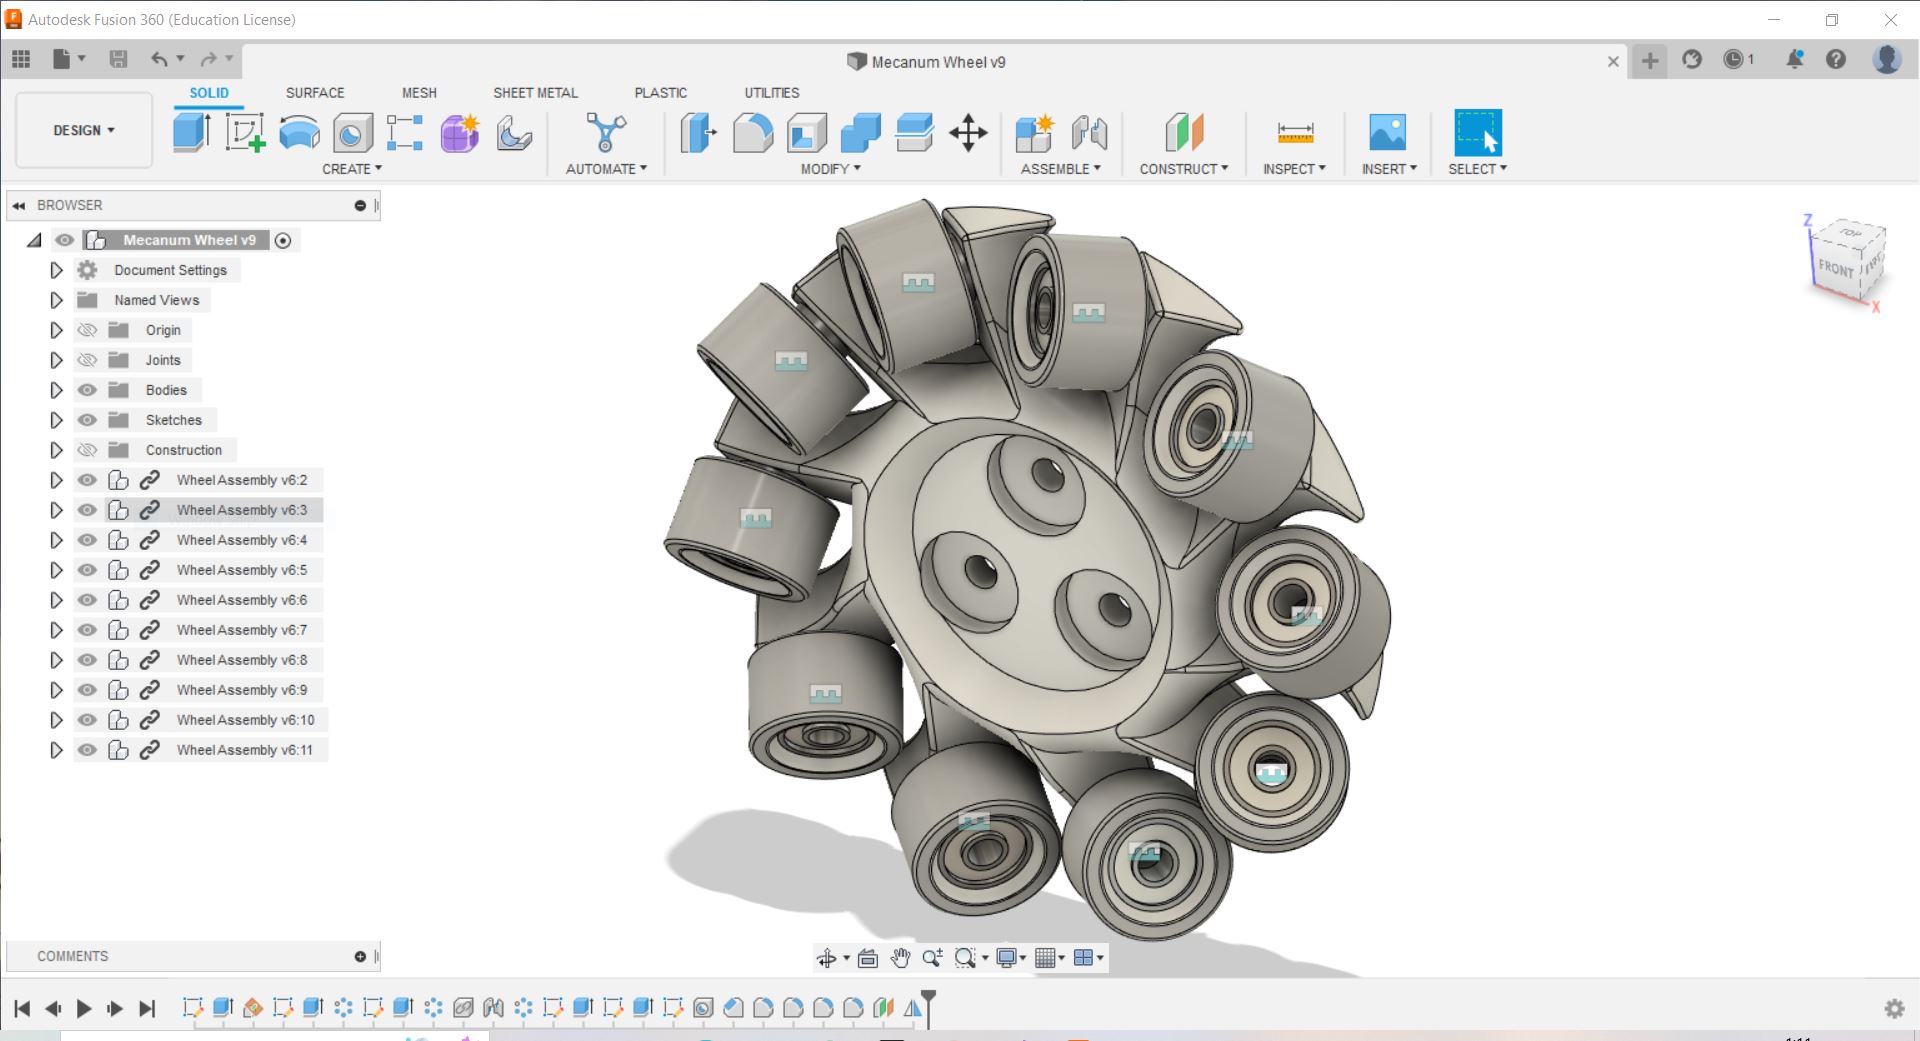 Autodesk Fusion 360 (Education License)
Mecanum Wheel v9
1
SOLID SURFACE MESH SHEET METAL PLASTIC UTILITIES
DESIGN
CREATE AUTOMATE MODIFY ASSEMBLE CONSTRUCT INSPECT INSERT SELECT
BROWSER
Mecanum Wheel v9
Document Settings
Named Views
Origin
Joints
Bodies
Sketches
Construction
Wheel Assembly v6:2
Wheel Assembly v6:3
Wheel Assembly v6:4
Wheel Assembly v6:5
Wheel Assembly v6:6
Wheel Assembly v6:7
Wheel Assembly v6:8
Wheel Assembly v6:9
Wheel Assembly v6:10
Wheel Assembly v6:11
Z
TOP
FRONT
X
COMMENTS